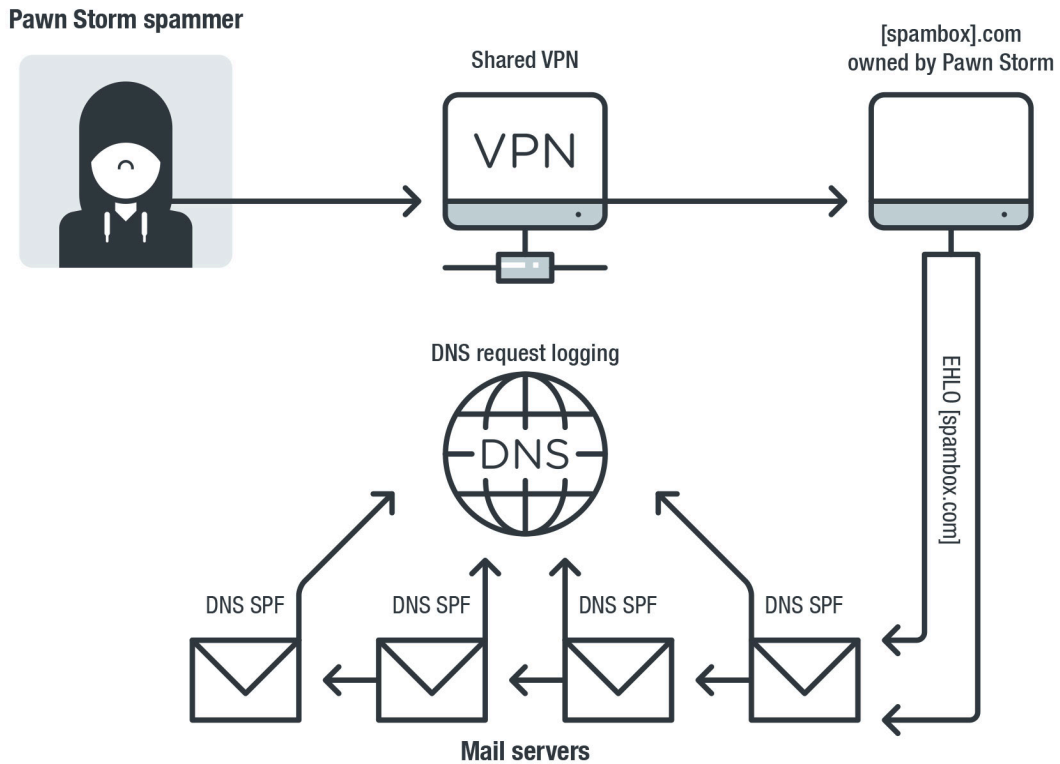 Pawn Storm spammer
Shared VPN
[spambox].com
owned by Pawn Storm
VPN
DNS request logging
DNS
EHLO [spambox.com]
DNS SPF
DNS SPF
DNS SPF
DNS SPF
Mail servers